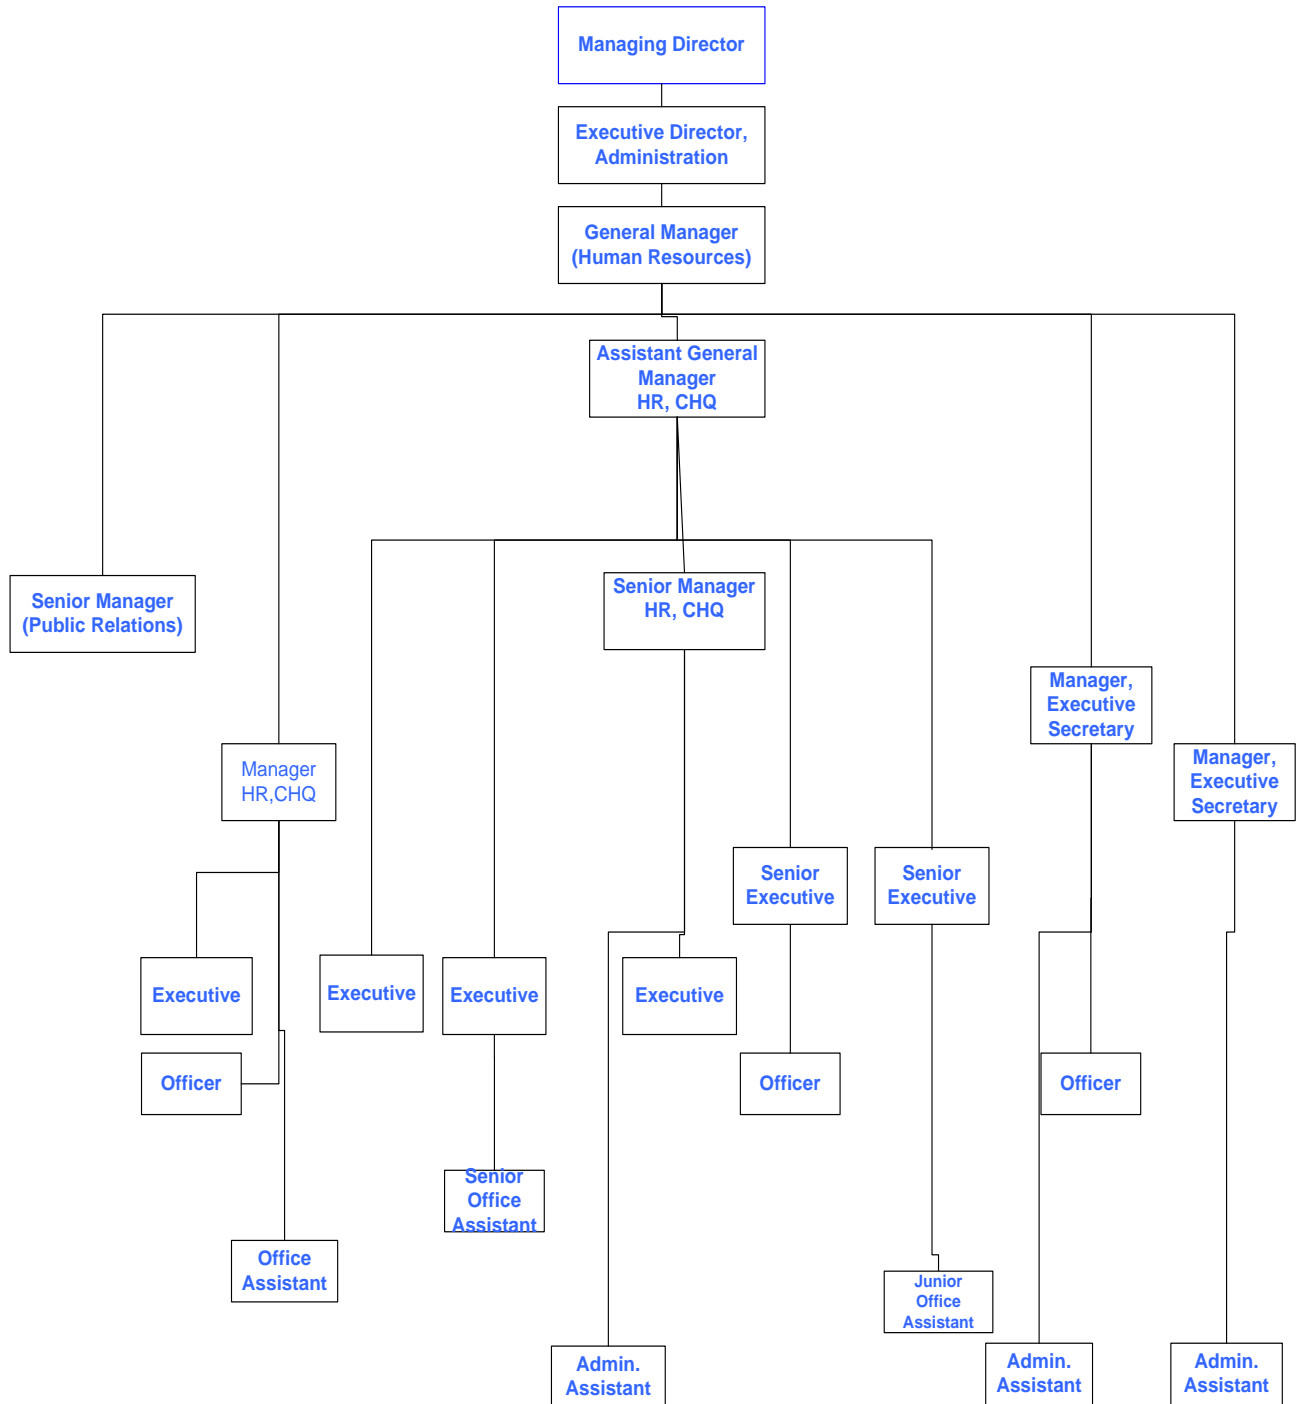 Managing Director
Executive Director,
Administration
General Manager
(Human Resources)
Assistant General
Manager
HR, CHQ
Senior Manager
(Public Relations)
Senior Manager
HR, CHQ
Manager,
Executive
Secretary
Manager
HR,CHQ
Manager,
Executive
Secretary
Senior
Executive
Senior
Executive
Executive
Executive
Executive
Executive
Officer
Officer
Officer
Senior
Office
Assistant
Office
Assistant
Junior
Office
Assistant
Admin.
Assistant
Admin.
Assistant
Admin.
Assistant